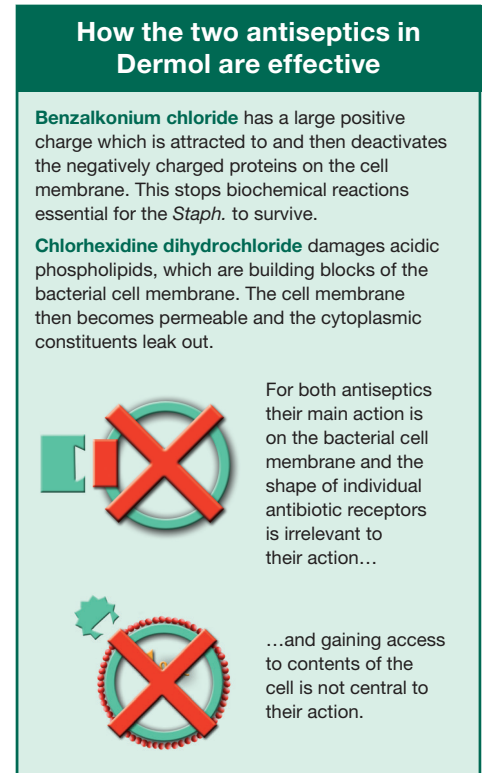 How the two antiseptics in
Dermol are effective
Benzalkonium chloride has a large positive
charge which is attracted to and then deactivates
the negatively charged proteins on the cell
membrane. This stops biochemical reactions
essential for the Staph. to survive.
Chlorhexidine dihydrochloride damages acidic
phospholipids, which are building blocks of the
bacterial cell membrane. The cell membrane
then becomes permeable and the cytoplasmic
constituents leak out.
For both antiseptics
their main action is
on the bacterial cell
membrane and the
shape of individual
antibiotic receptors
is irrelevant to
their action…
…and gaining access
to contents of the
cell is not central to
their action.